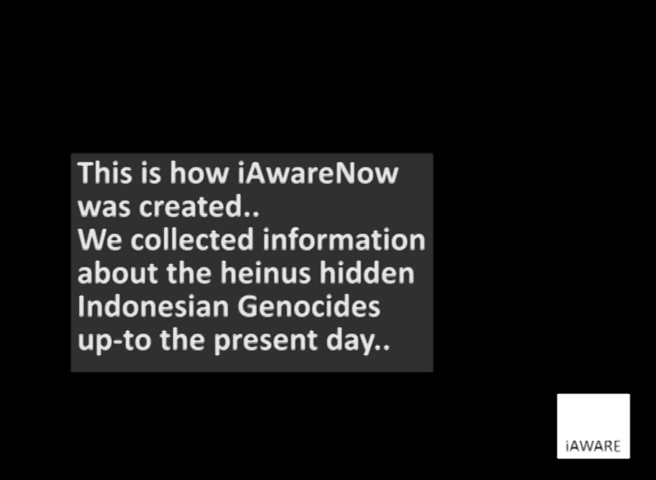 This is how iAwareNow
was created..
We collected information
about the heinus hidden
Indonesian Genocides
up-to the present day..
iAWARE